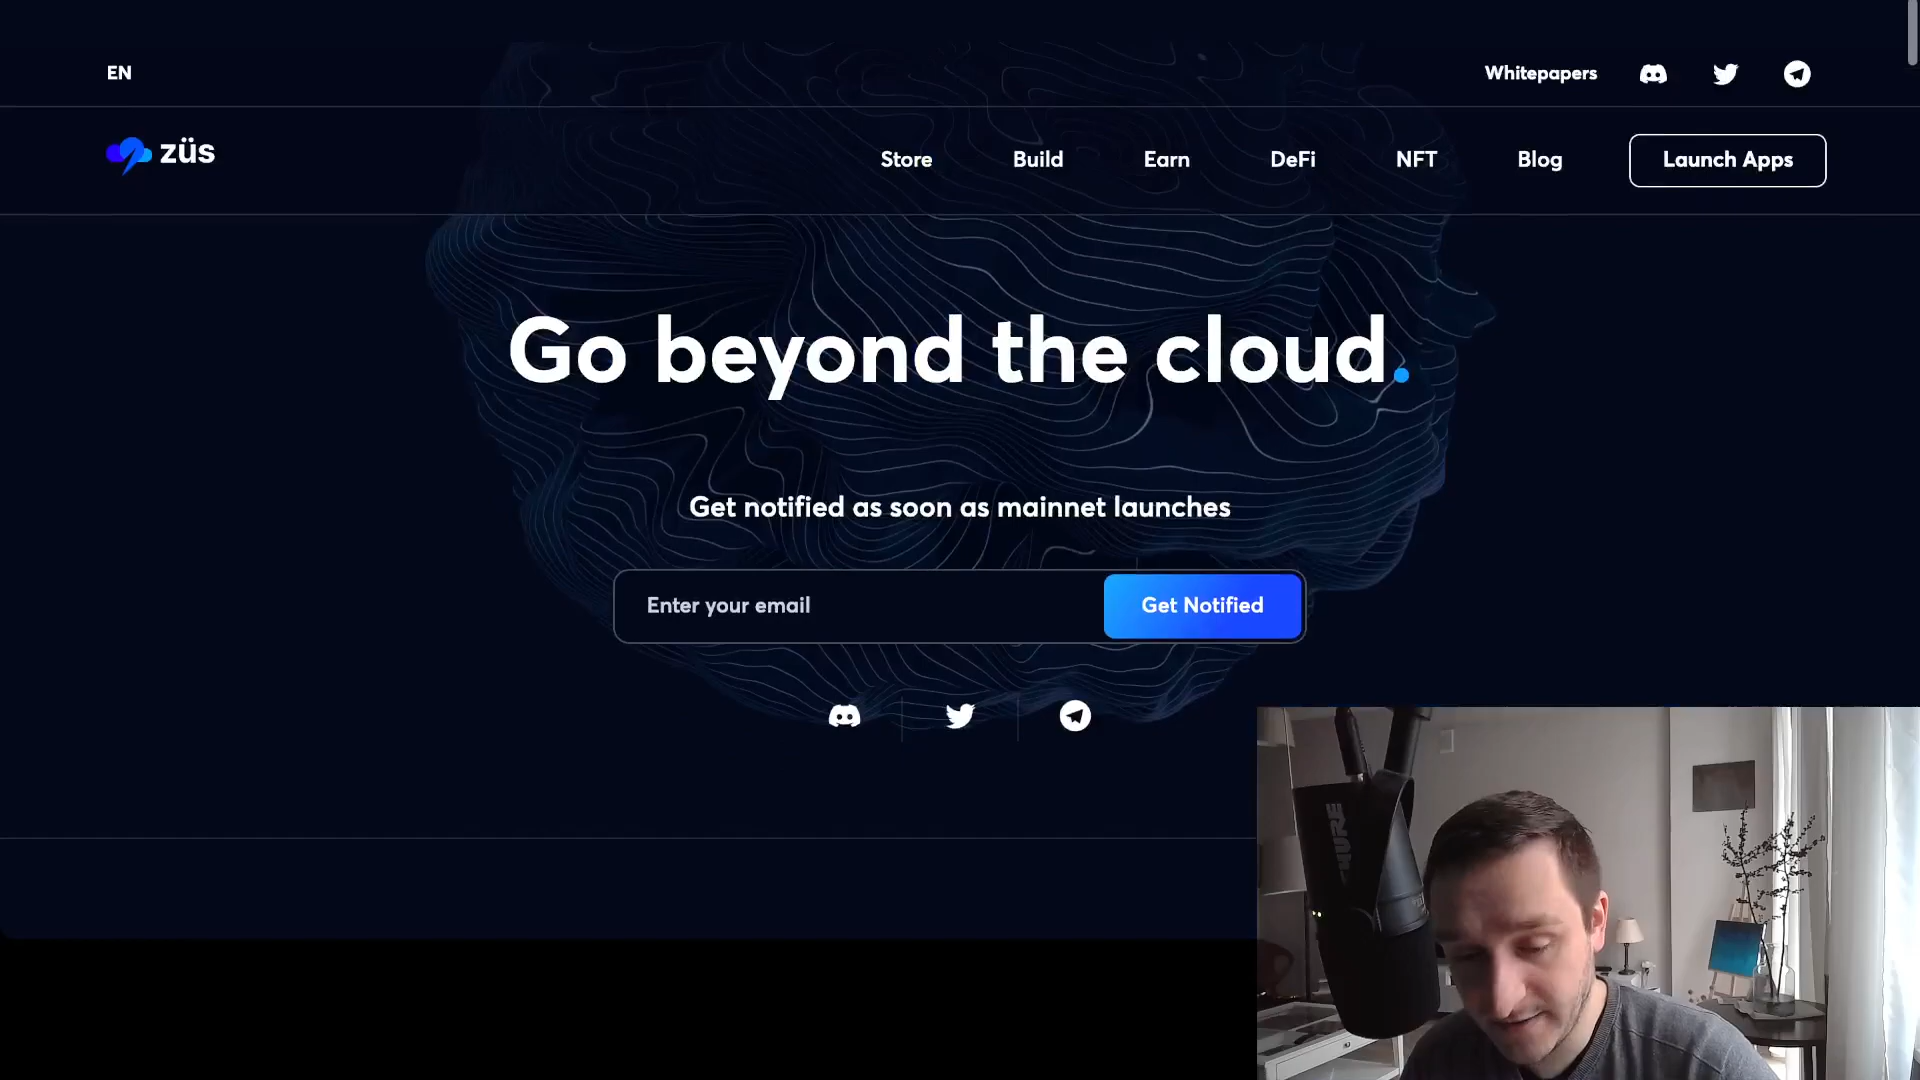 EN
Whitepapers
züs
Store
Build
Earn
DeFi
NFT
Blog
Launch Apps
Go beyond the cloud.
Get notified as soon as mainnet launches
Enter your email
Get Notified
SHURE